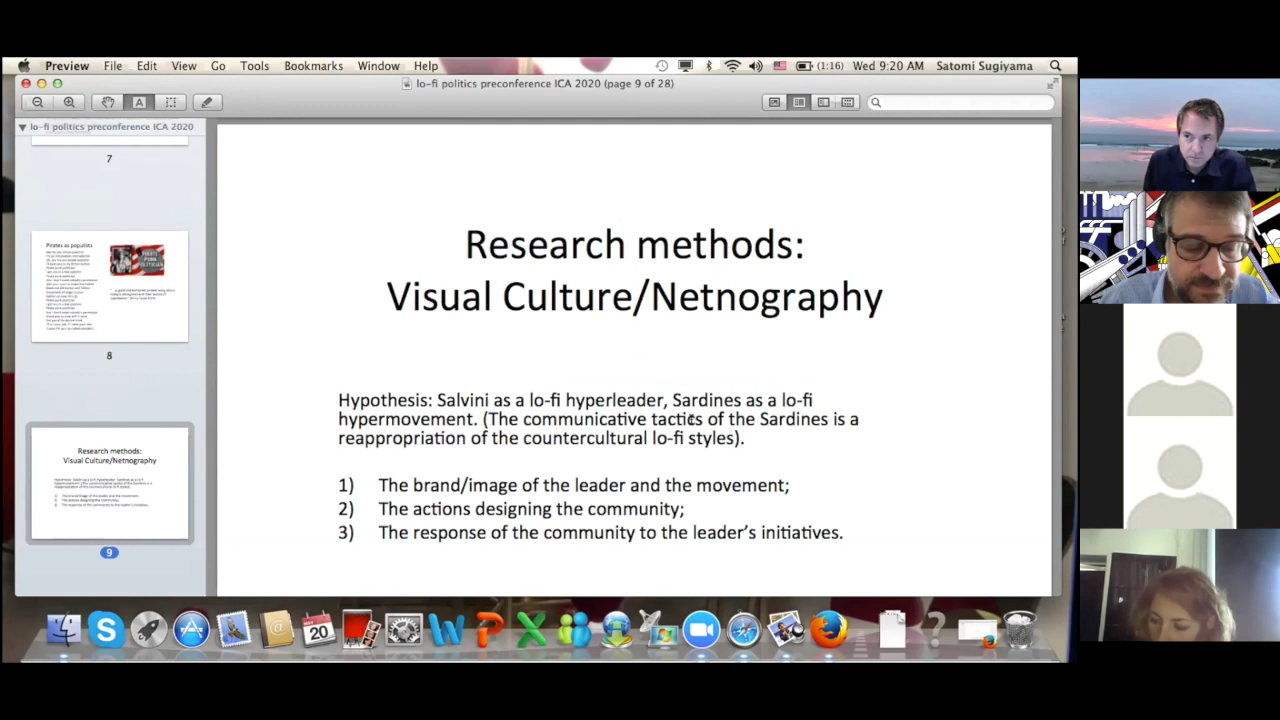 Preview File Edit View Go Tools Bookmarks Window Help (1:16) Wed 9:20 AM Satomi Sugiyama
lo-fi politics preconference ICA 2020 (page 9 of 28)
lo-fi politics preconference ICA 2020
7
Pirates as populists
PIRATE PUNK POLITICIAN
8
Research methods:
Visual Culture/Netnography
9
Research methods:
Visual Culture/Netnography
Hypothesis: Salvini as a lo-fi hyperleader, Sardines as a lo-fi
hypermovement. (The communicative tactics of the Sardines is a
reappropriation of the countercultural lo-fi styles).
1) The brand/image of the leader and the movement;
2) The actions designing the community;
3) The response of the community to the leader's initiatives.
MAY
20